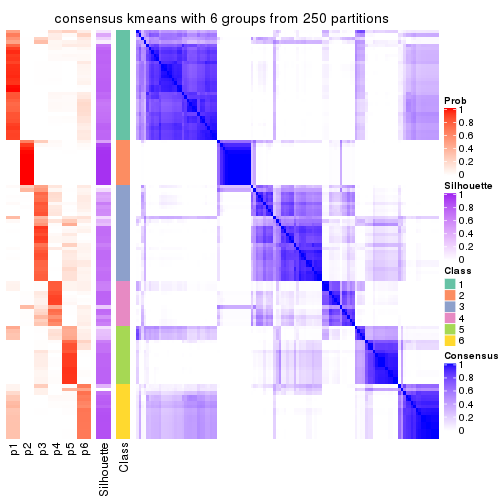 consensus kmeans with 6 groups from 250 partitions
Prob
1
0.8
0.6
0.4
0.2
0
Silhouette
1
0.8
0.6
0.4
0.2
0
Class
1
2
3
4
5
6
Consensus
1
0.8
0.6
0.4
0.2
0
p1
p2
p3
p4
p5
p6
Silhouette
Class